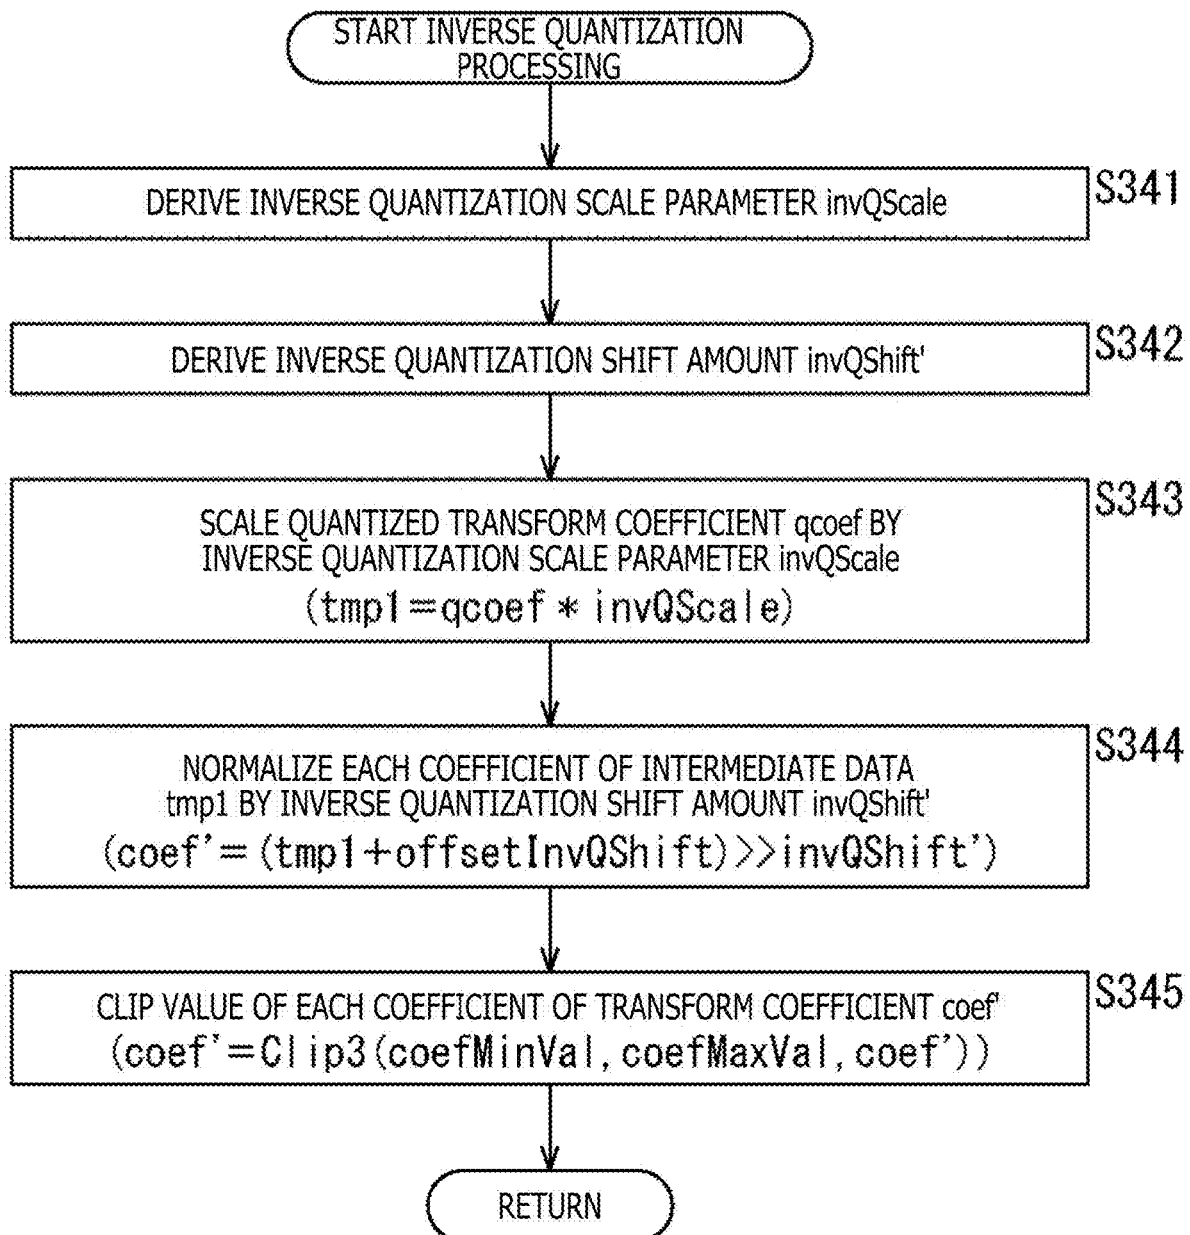 START INVERSE QUANTIZATION
PROCESSING
DERIVE INVERSE QUANTIZATION SCALE PARAMETER invQScale
S341
DERIVE INVERSE QUANTIZATION SHIFT AMOUNT invQShift'
S342
SCALE QUANTIZED TRANSFORM COEFFICIENT qcoef BY
INVERSE QUANTIZATION SCALE PARAMETER invQScale
(tmp1=qcoef * invQScale)
S343
NORMALIZE EACH COEFFICIENT OF INTERMEDIATE DATA
tmp1 BY INVERSE QUANTIZATION SHIFT AMOUNT invQShift'
(coef'=(tmp1+offsetInvQShift)>>invQShift')
S344
CLIP VALUE OF EACH COEFFICIENT OF TRANSFORM COEFFICIENT coef'
(coef'=Clip3(coefMinVal,coefMaxVal,coef'))
S345
RETURN